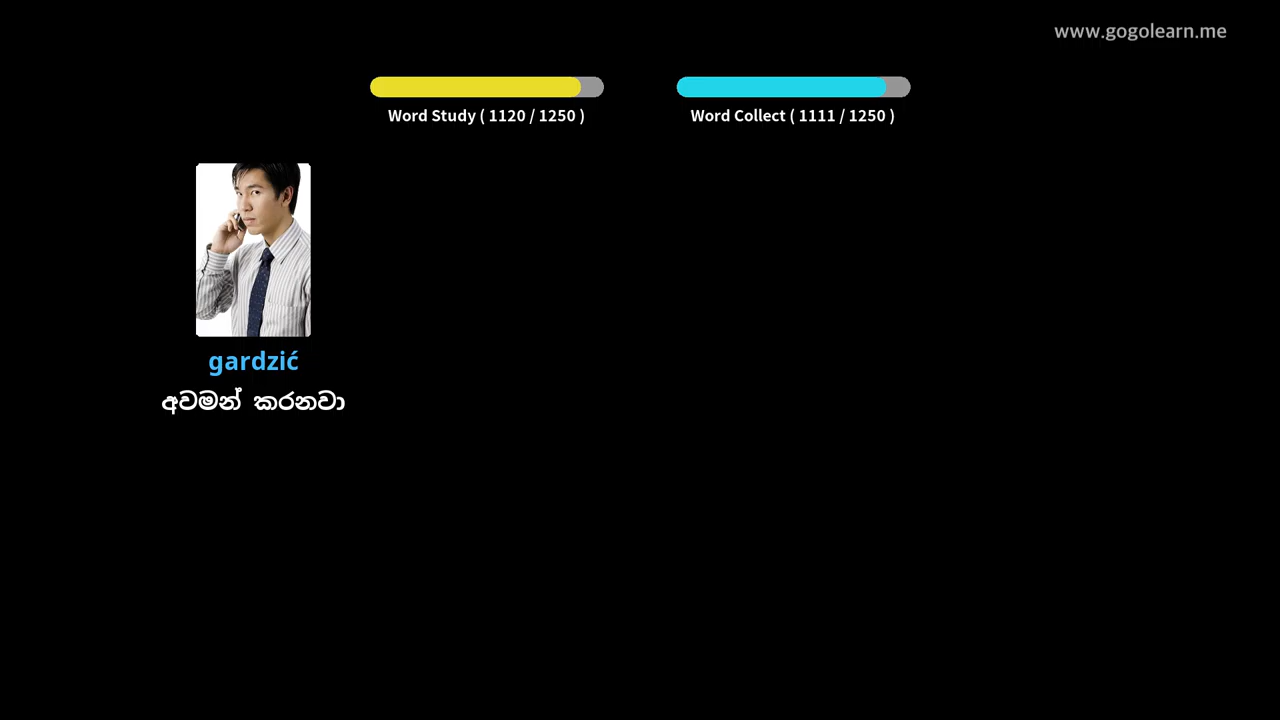 www.gogolearn.me
Word Study ( 1120 / 1250 )
Word Collect ( 1111 / 1250 )
gardzić
අවමන් කරනවා